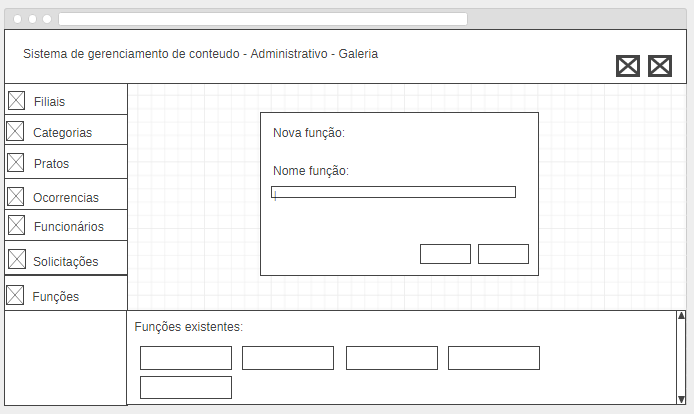 Sistema de gerenciamento de conteudo - Administrativo - Galeria
Filiais
Categorias
Pratos
Ocorrencias
Funcionários
Solicitações
Funções
Nova função:
Nome função:
Funções existentes: